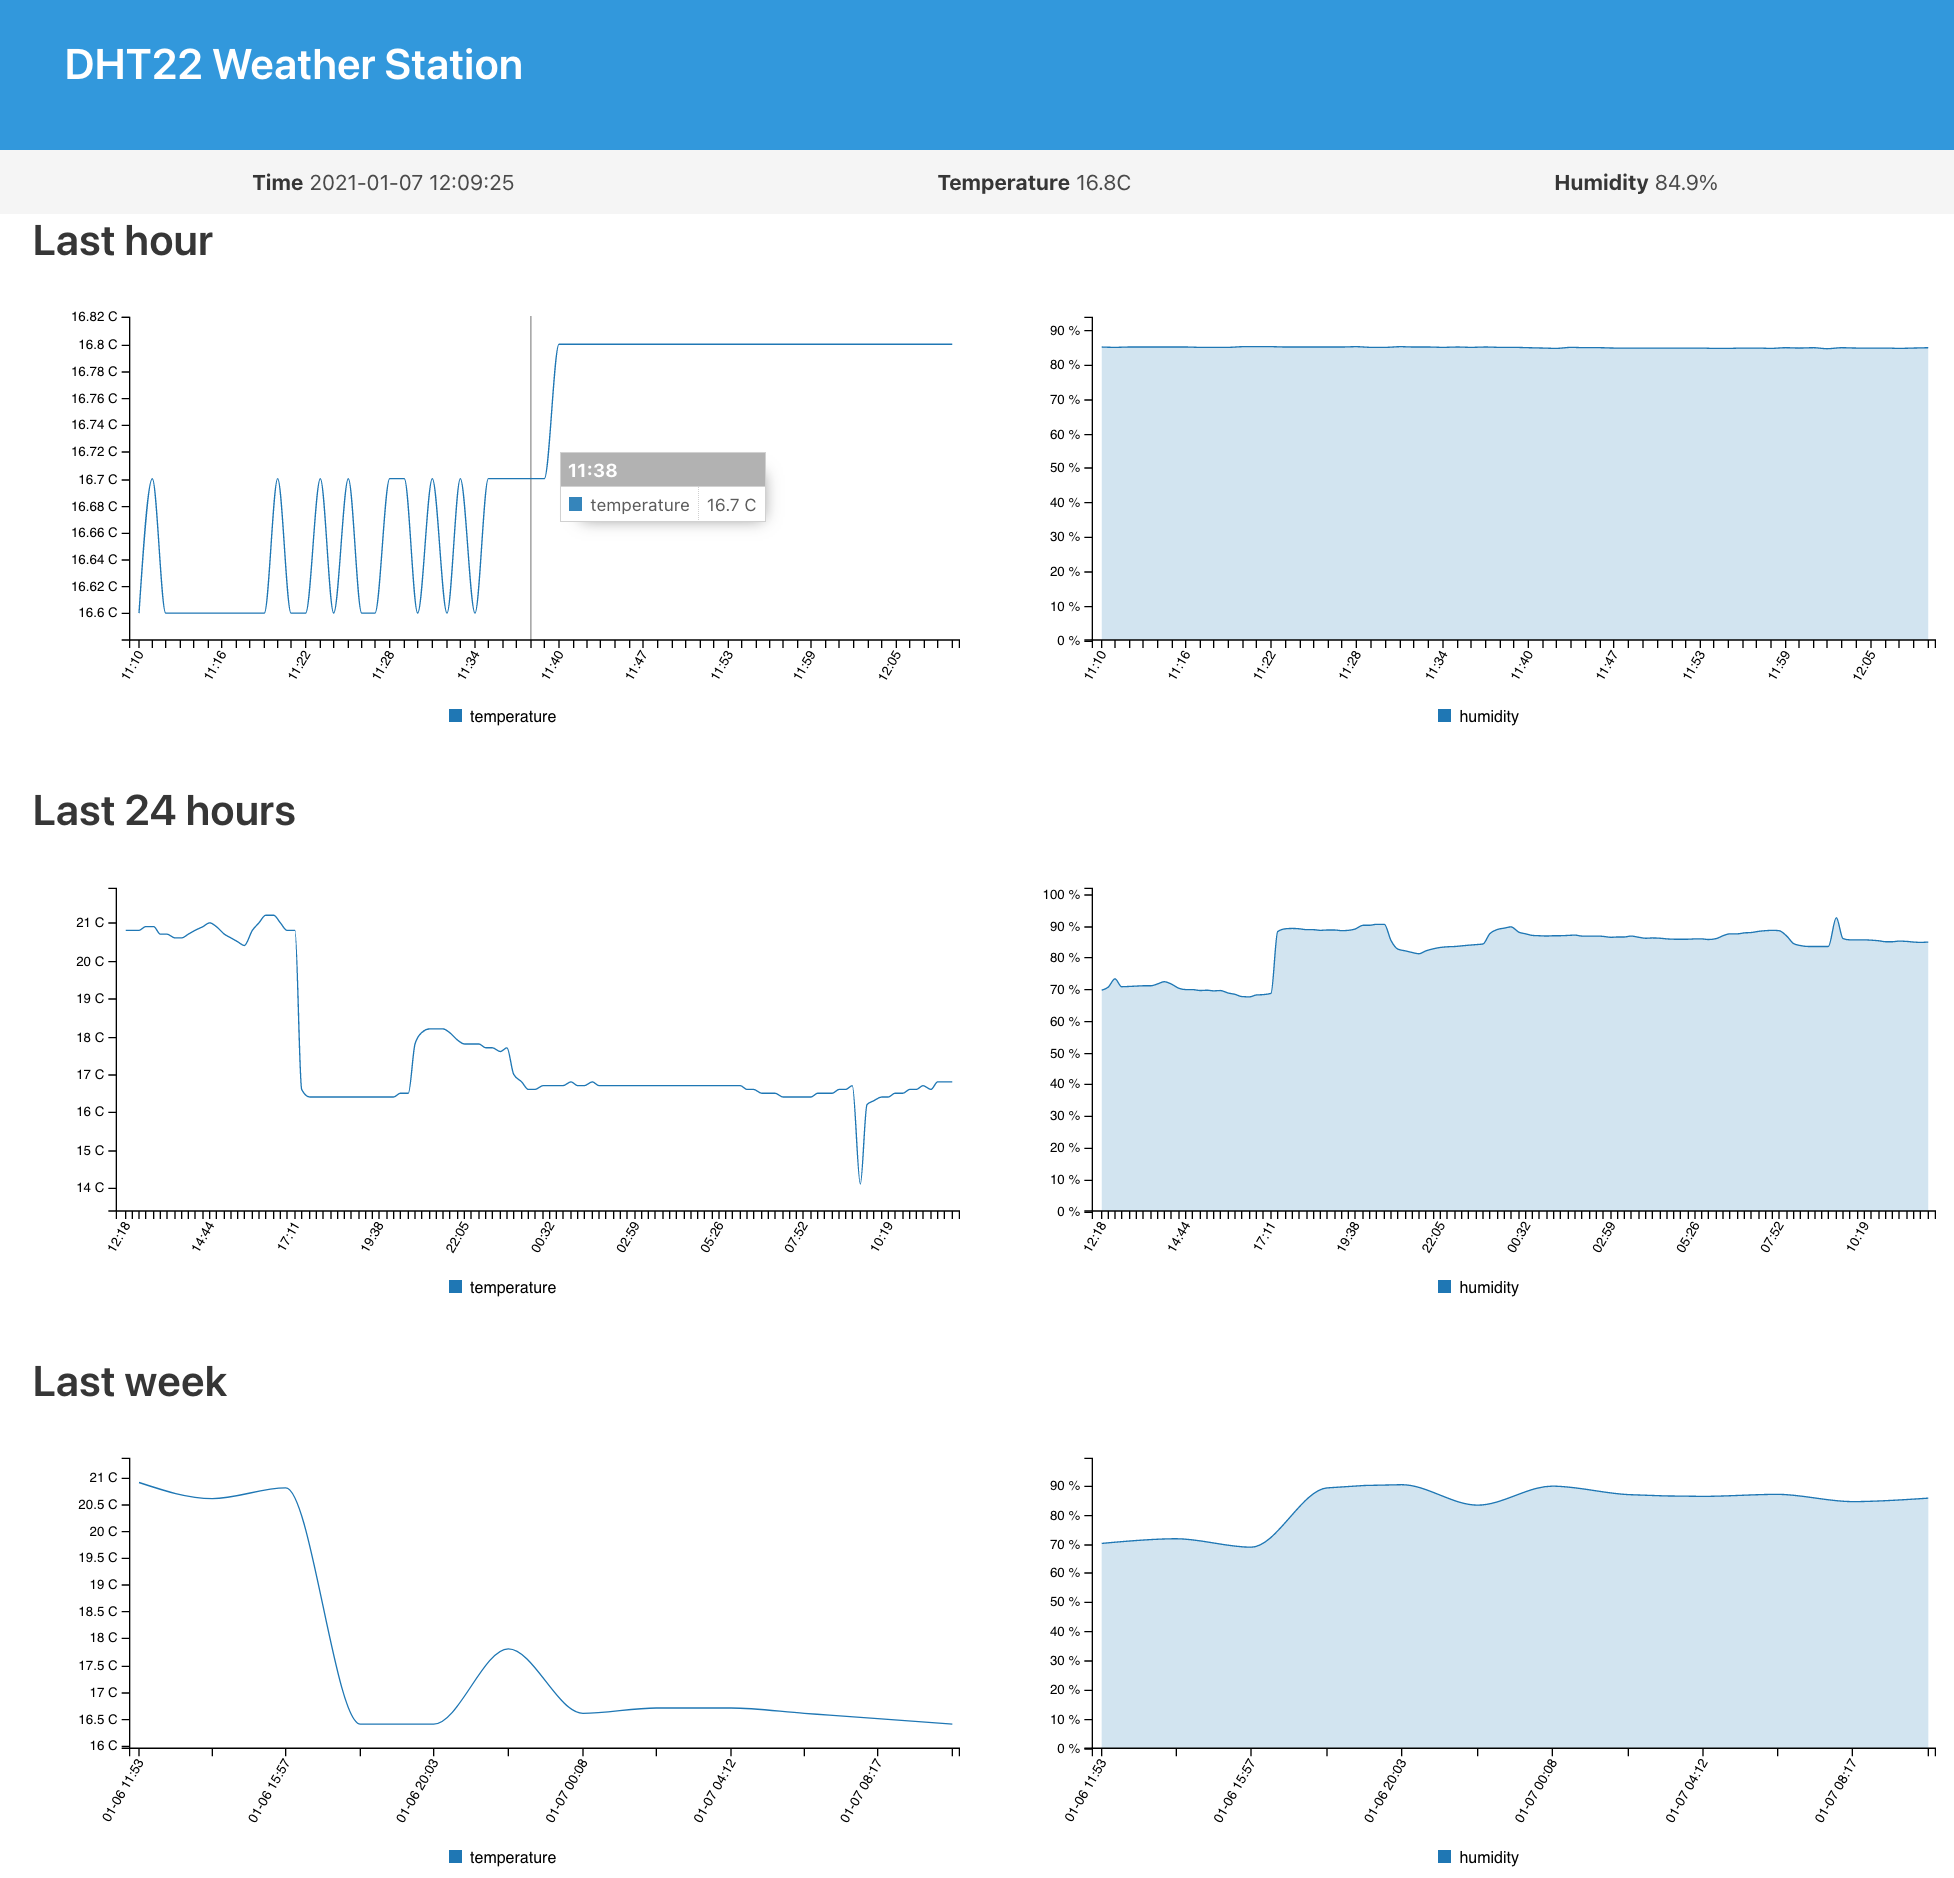 DHT22 Weather Station
Time 2021-01-07 12:09:25 Temperature 16.8C Humidity 84.9%
Last hour
16.82 C
16.8 C
16.78 C
16.76 C
16.74 C
16.72 C
16.7 C
16.68 C
16.66 C
16.64 C
16.62 C
16.6 C
11:38
temperature 16.7 C
11:10 11:16 11:22 11:28 11:34 11:40 11:47 11:53 11:59 12:05
temperature
90 %
80 %
70 %
60 %
50 %
40 %
30 %
20 %
10 %
0 %
11:10 11:16 11:22 11:28 11:34 11:40 11:47 11:53 11:59 12:05
humidity
Last 24 hours
21 C
20 C
19 C
18 C
17 C
16 C
15 C
14 C
12:18 14:44 17:11 19:38 22:05 00:32 02:59 05:26 07:52 10:19
temperature
100 %
90 %
80 %
70 %
60 %
50 %
40 %
30 %
20 %
10 %
0 %
12:18 14:44 17:11 19:38 22:05 00:32 02:59 05:26 07:52 10:19
humidity
Last week
21 C
20.5 C
20 C
19.5 C
19 C
18.5 C
18 C
17.5 C
17 C
16.5 C
16 C
01-06 11:53 01-06 15:57 01-06 20:03 01-07 00:08 01-07 04:12 01-07 08:17
temperature
90 %
80 %
70 %
60 %
50 %
40 %
30 %
20 %
10 %
0 %
01-06 11:53 01-06 15:57 01-06 20:03 01-07 00:08 01-07 04:12 01-07 08:17
humidity